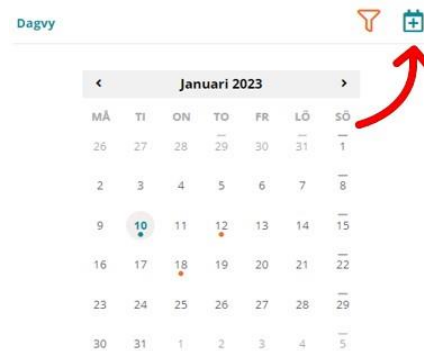 Dagvy
< Januari 2023 >
MÅ TI ON TO FR LÖ SÖ
26 27 28 29 30 31 1
2 3 4 5 6 7 8
9 10 11 12 13 14 15
16 17 18 19 20 21 22
23 24 25 26 27 28 29
30 31 1 2 3 4 5